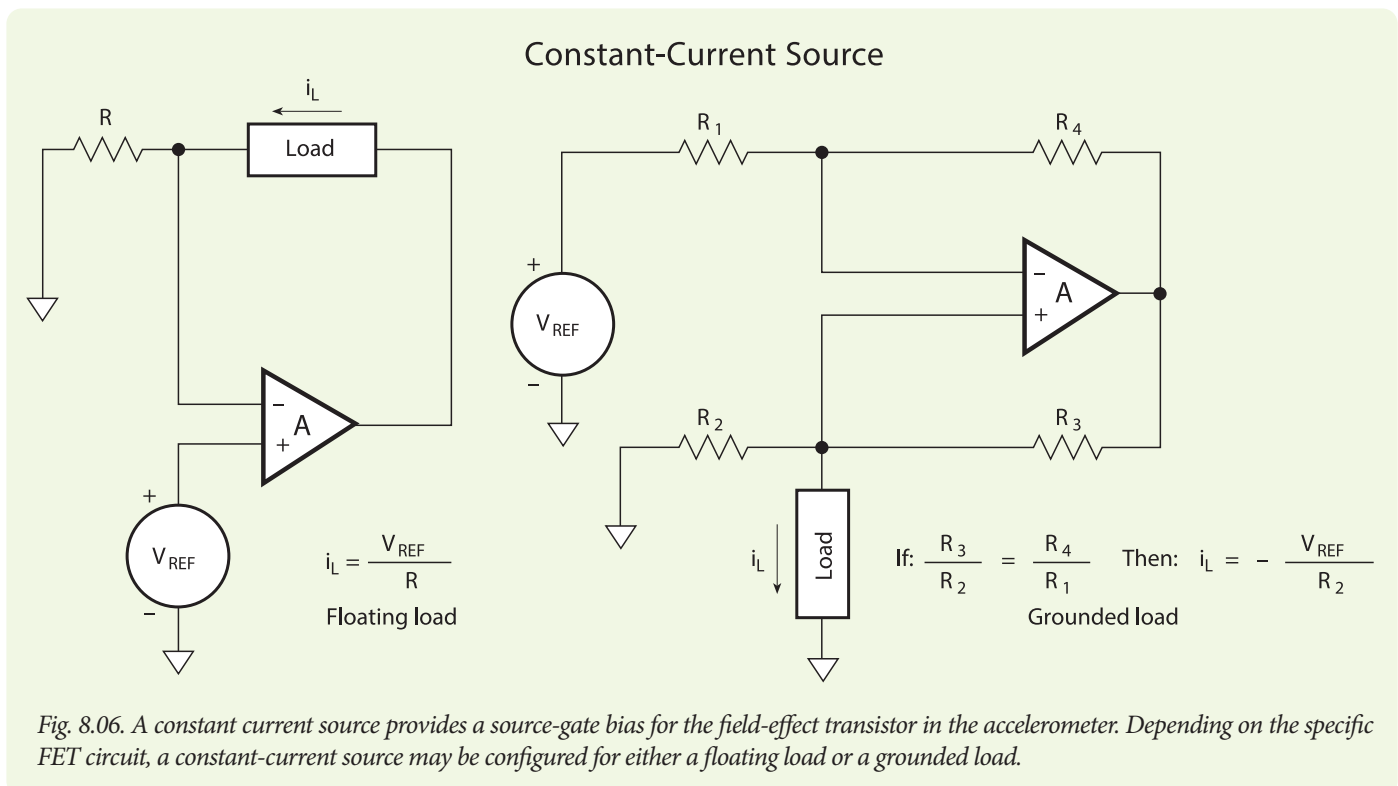 Constant-Current Source
i_L
R
Load
−
A
+
+
V_REF
−
i_L = V_REF / R
Floating load
R_1
R_4
+
V_REF
−
−
A
+
R_2
R_3
i_L
Load
If: R_3 / R_2 = R_4 / R_1 Then: i_L = − V_REF / R_2
Grounded load
Fig. 8.06. A constant current source provides a source-gate bias for the field-effect transistor in the accelerometer. Depending on the specific
FET circuit, a constant-current source may be configured for either a floating load or a grounded load.